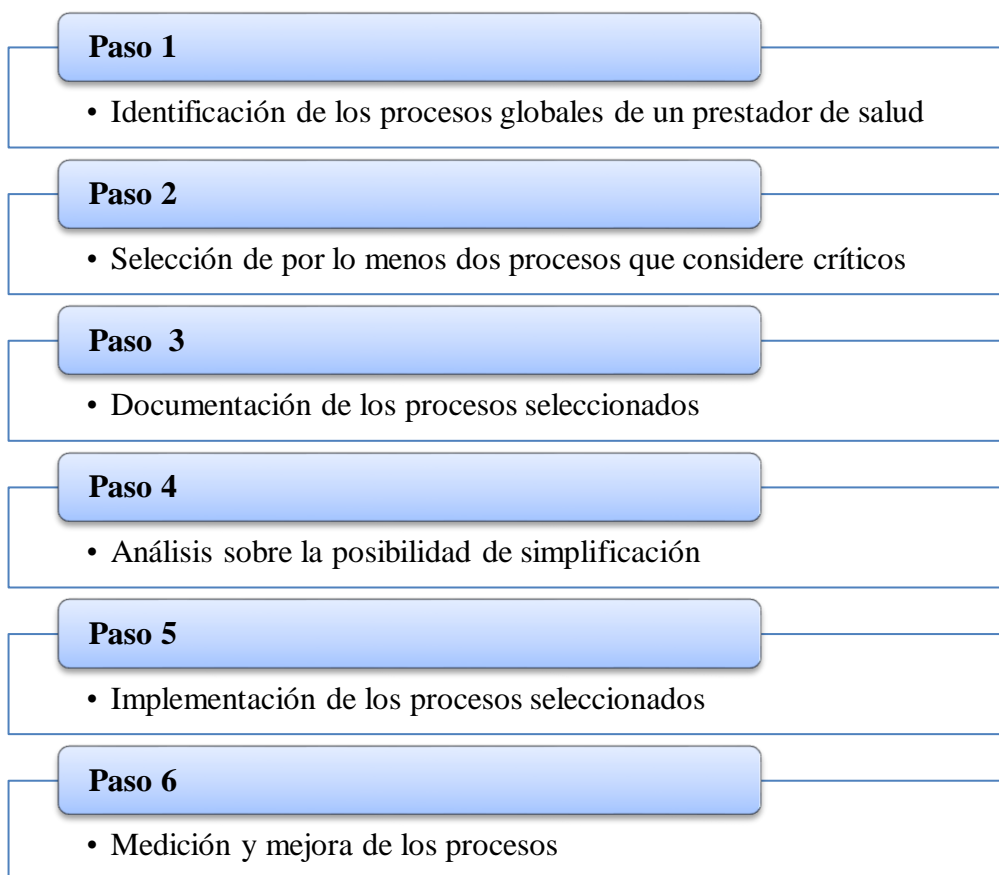 Paso 1
• Identificación de los procesos globales de un prestador de salud
Paso 2
• Selección de por lo menos dos procesos que considere críticos
Paso  3
• Documentación de los procesos seleccionados
Paso 4
• Análisis sobre la posibilidad de simplificación
Paso 5
• Implementación de los procesos seleccionados
Paso 6
• Medición y mejora de los procesos